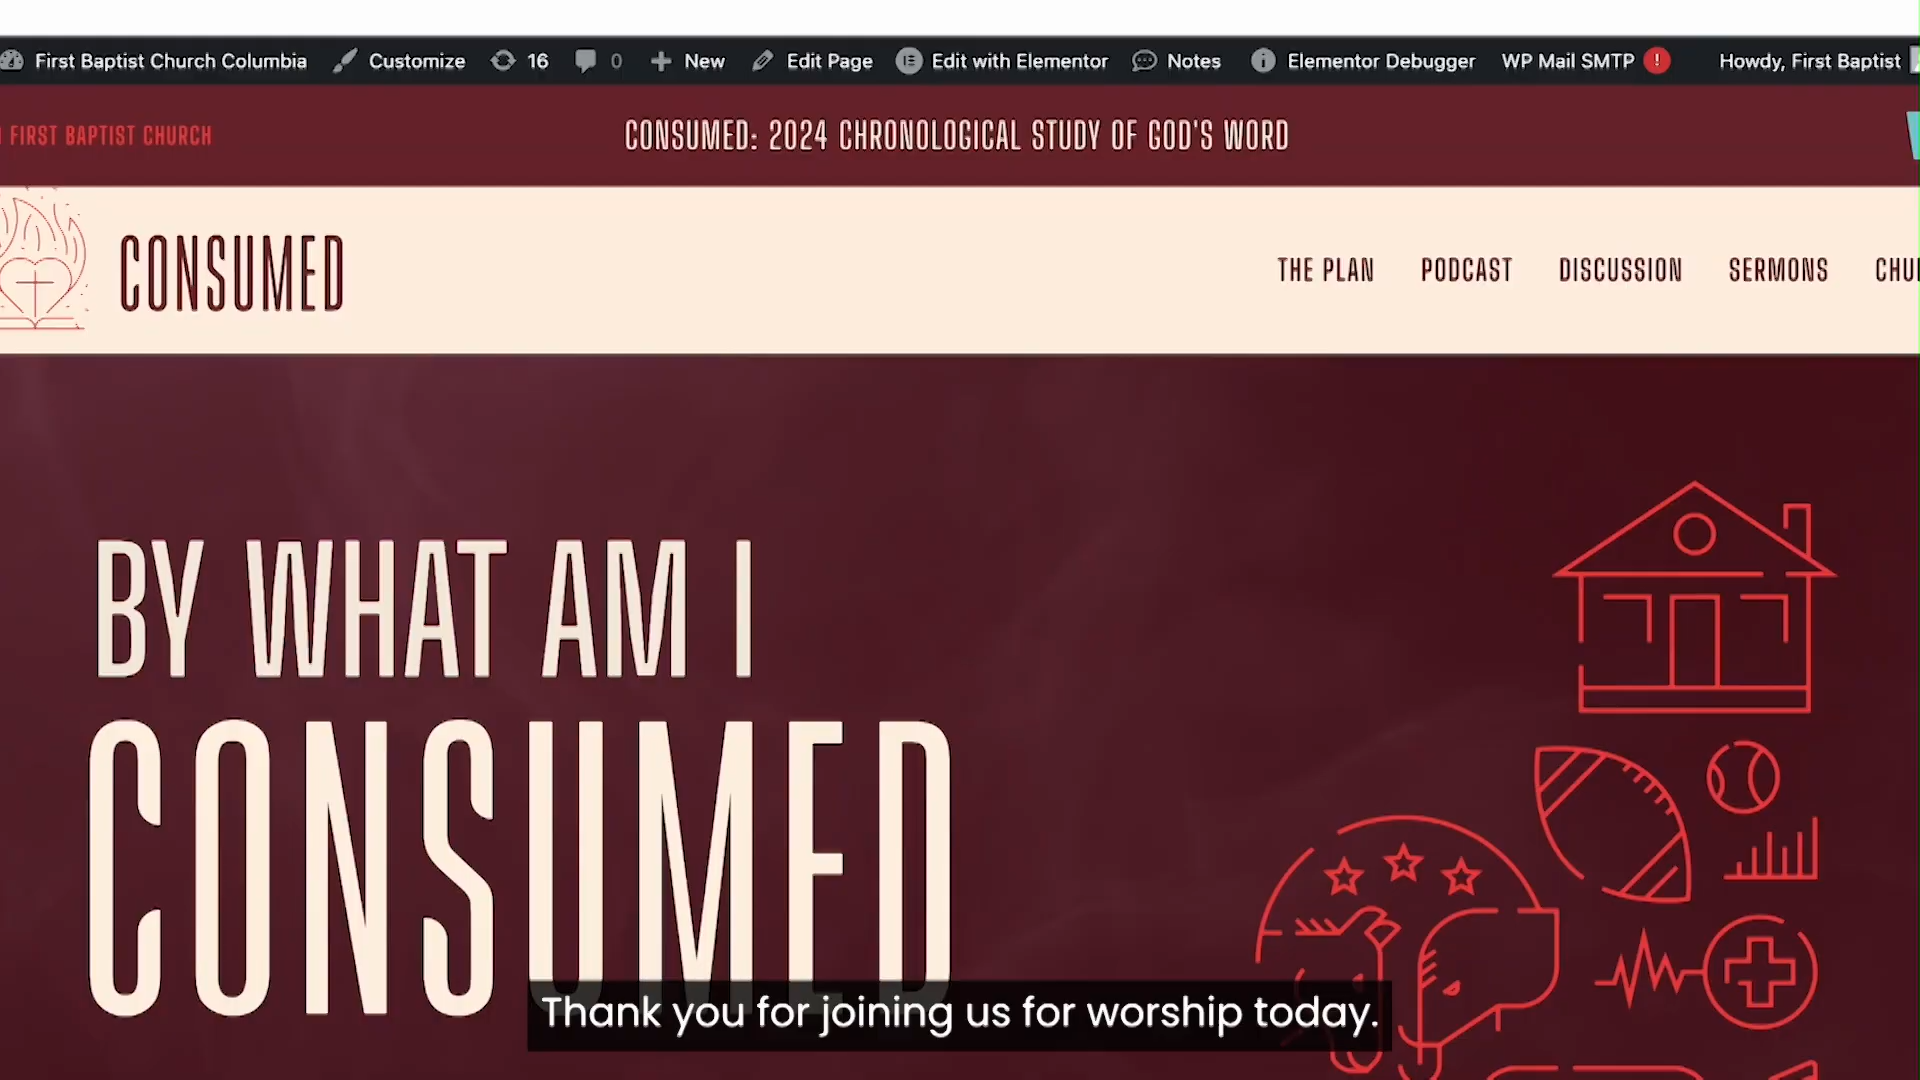 First Baptist Church Columbia Customize 16 0 New Edit Page Edit with Elementor Notes Elementor Debugger WP Mail SMTP ! Howdy, First Baptist
FIRST BAPTIST CHURCH
CONSUMED: 2024 CHRONOLOGICAL STUDY OF GOD'S WORD
CONSUMED
THE PLAN PODCAST DISCUSSION SERMONS
BY WHAT AM I
CONSUMED
Thank you for joining us for worship today.